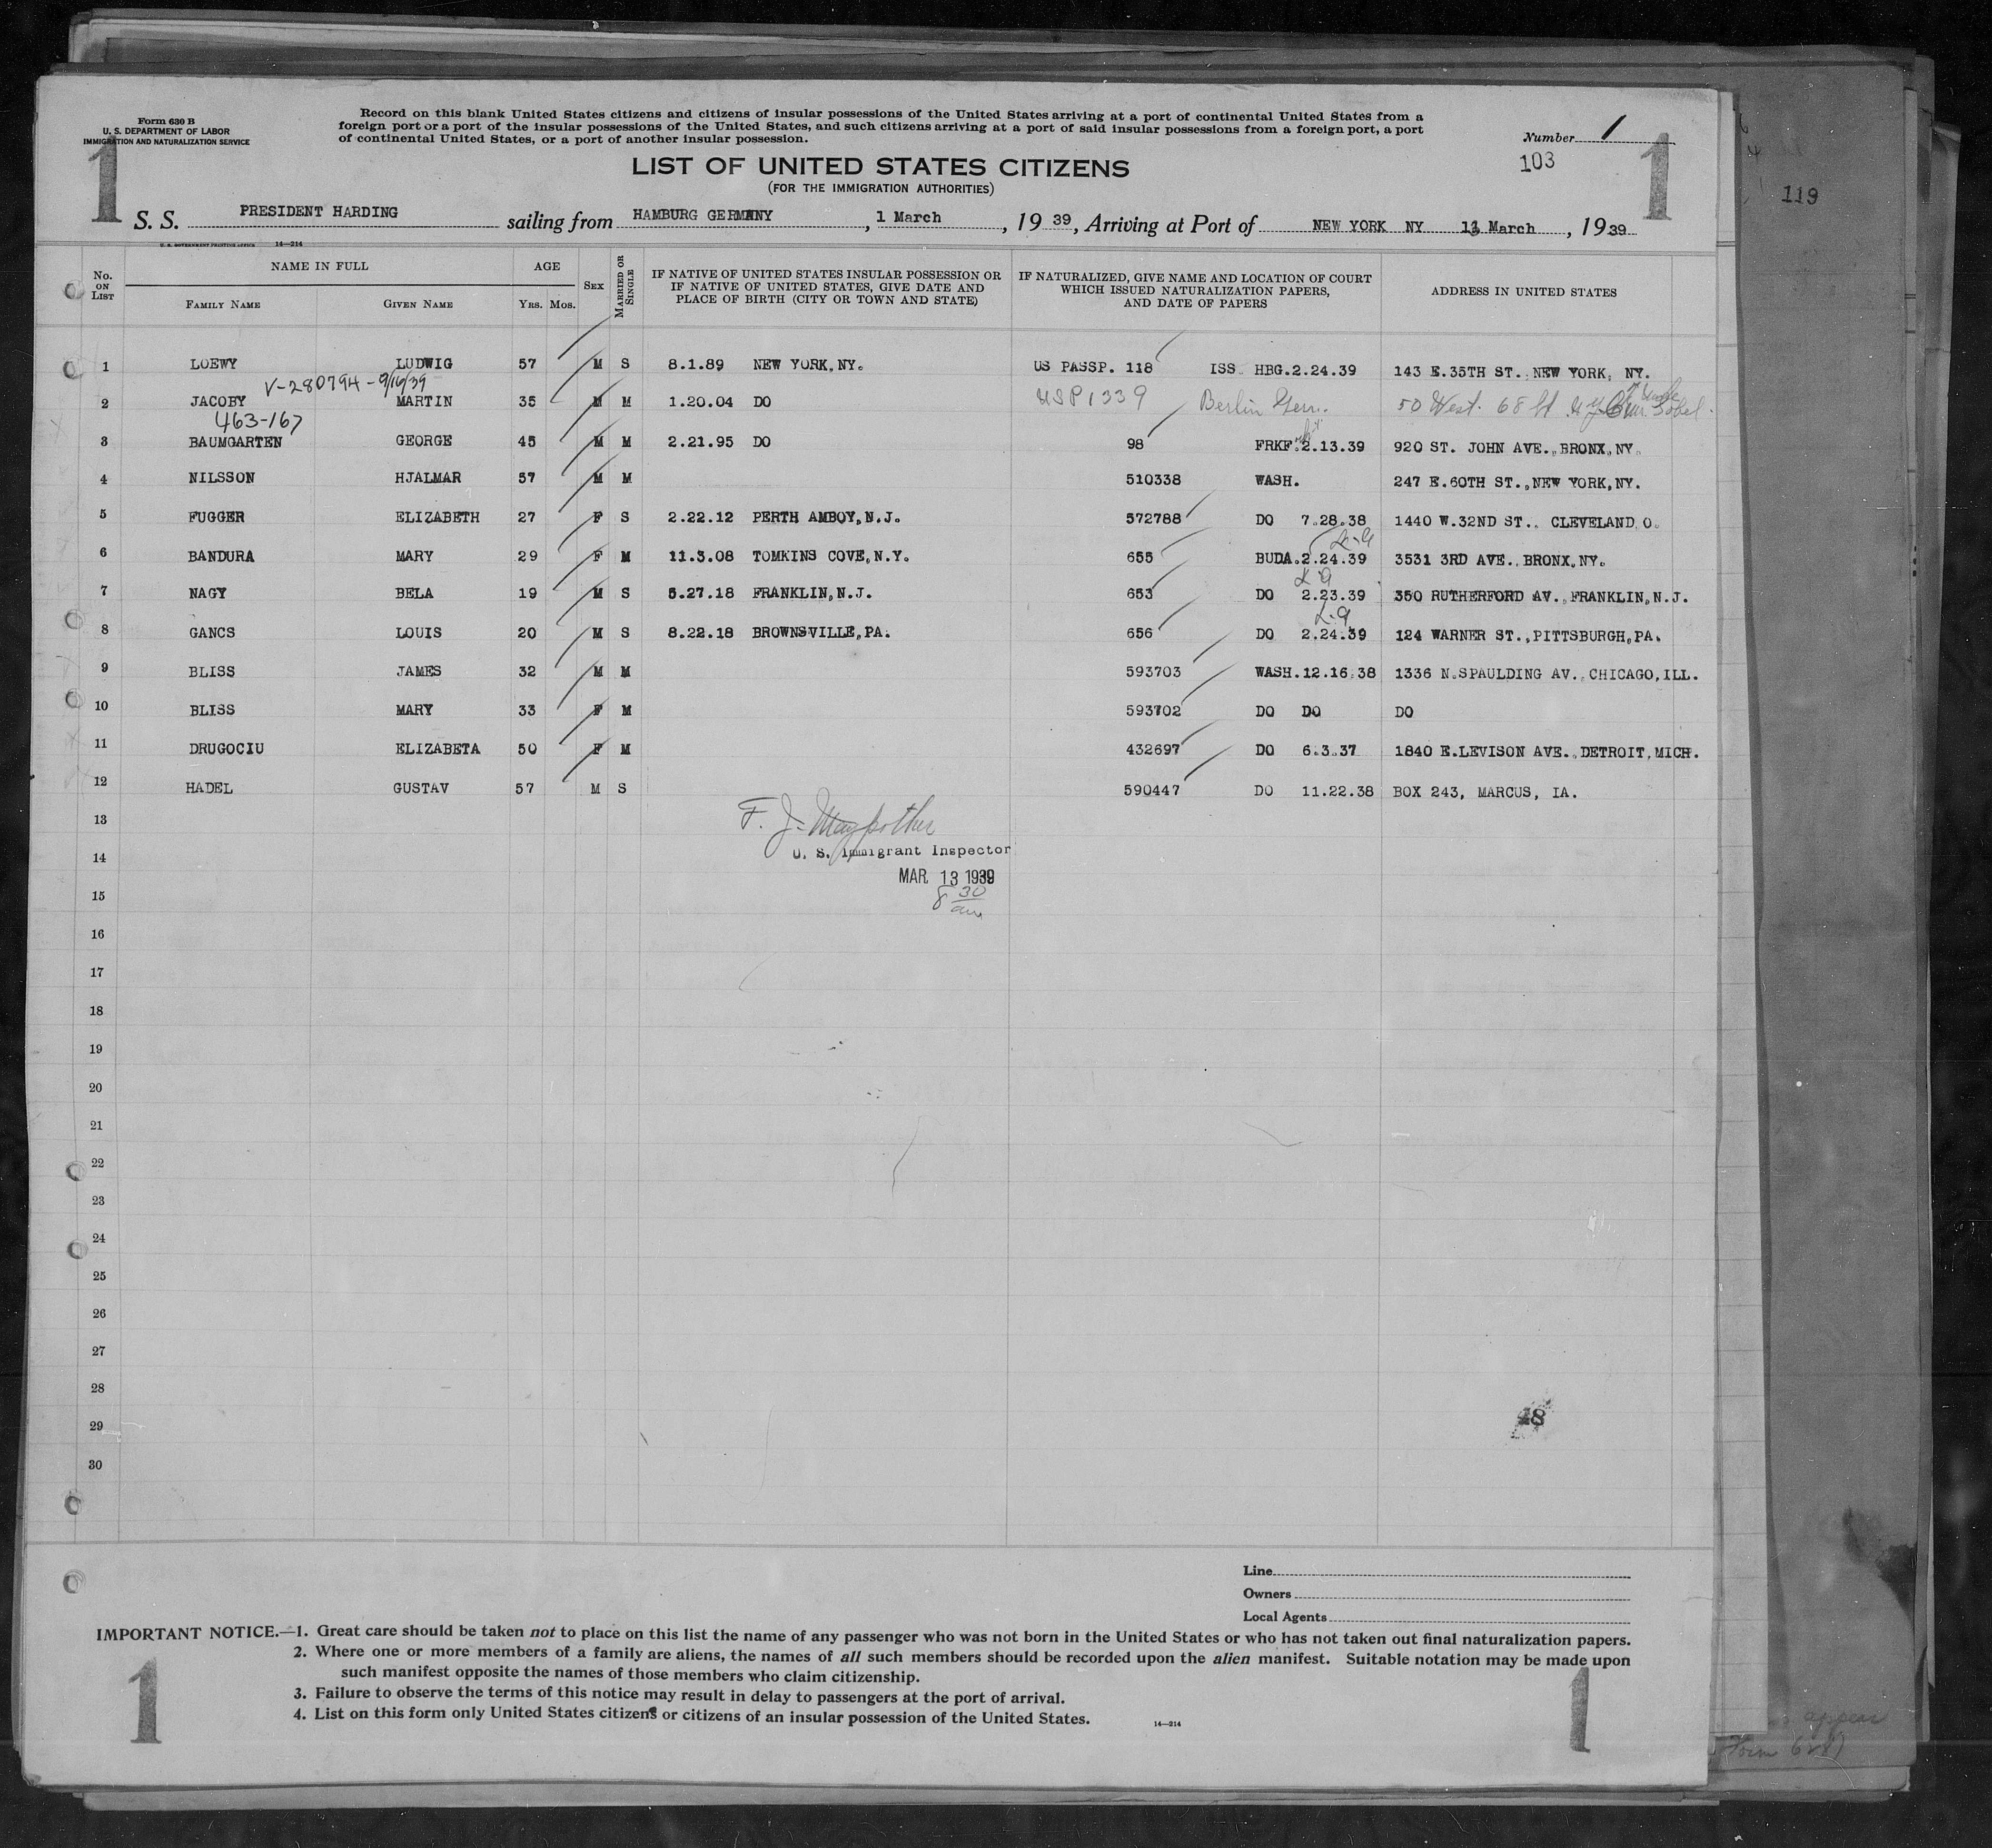 Form 630 B
U. S. DEPARTMENT OF LABOR
IMMIGRATION AND NATURALIZATION SERVICE
Record on this blank United States citizens and citizens of insular possessions of the United States arriving at a port of continental United States from a
foreign port or a port of the insular possessions of the United States, and such citizens arriving at a port of said insular possessions from a foreign port, a port
of continental United States, or a port of another insular possession.
Number 1
103
1 1
119
LIST OF UNITED STATES CITIZENS
(FOR THE IMMIGRATION AUTHORITIES)
S. S. PRESIDENT HARDING sailing from HAMBURG GERMANY, 1 March, 1939, Arriving at Port of NEW YORK NY 13 March, 1939
U. S. GOVERNMENT PRINTING OFFICE 14—214
No. ON LIST
NAME IN FULL
FAMILY NAME GIVEN NAME
AGE
YRS. MOS.
SEX
MARRIED OR SINGLE
IF NATIVE OF UNITED STATES INSULAR POSSESSION OR
IF NATIVE OF UNITED STATES, GIVE DATE AND
PLACE OF BIRTH (CITY OR TOWN AND STATE)
IF NATURALIZED, GIVE NAME AND LOCATION OF COURT
WHICH ISSUED NATURALIZATION PAPERS,
AND DATE OF PAPERS
ADDRESS IN UNITED STATES
1 LOEWY LUDWIG 57 M S 8.1.89 NEW YORK,NY. US PASSP. 118 ISS HBG.2.24.39 143 E.35TH ST. NEW YORK, NY.
V-280794 - 9/16/39
2 JACOBY MARTIN 35 M M 1.20.04 DO USP 1339 Berlin Germ. 50 West. 68 St N.Y. Sobel
463-167
3 BAUMGARTEN GEORGE 45 M M 2.21.95 DO 98 FRKF.2.13.39 920 ST. JOHN AVE., BRONX,NY.
4 NILSSON HJALMAR 57 M M 510338 WASH. 247 E.60TH ST.,NEW YORK,NY.
5 FUGGER ELIZABETH 27 F S 2.22.12 PERTH AMBOY,N.J. 572788 DO 7.28.38 1440 W.32ND ST., CLEVELAND O.
6 BANDURA MARY 29 F M 11.3.08 TOMKINS COVE,N.Y. 655 BUDA.2.24.39 3531 3RD AVE., BRONX,NY.
7 NAGY BELA 19 M S 5.27.18 FRANKLIN,N.J. 653 DO 2.23.39 350 RUTHERFORD AV., FRANKLIN,N.J.
8 GANCS LOUIS 20 M S 8.22.18 BROWNSVILLE,PA. 656 DO 2.24.39 124 WARNER ST.,PITTSBURGH,PA.
9 BLISS JAMES 32 M M 593703 WASH.12.16.38 1336 N.SPAULDING AV., CHICAGO,ILL.
10 BLISS MARY 33 F M 593702 DO DO DO
11 DRUGOCIU ELIZABETA 50 F M 432697 DO 6.3.37 1840 E.LEVISON AVE., DETROIT,MICH.
12 HADEL GUSTAV 57 M S 590447 DO 11.22.38 BOX 243, MARCUS, IA.
13
F. J. Maypother
14
U. S. Immigrant Inspector
MAR 13 1939
15
8 30 am
16
17
18
19
20
21
22
23
24
25
26
27
28
29
18
30
Line
Owners
Local Agents
IMPORTANT NOTICE.—1. Great care should be taken not to place on this list the name of any passenger who was not born in the United States or who has not taken out final naturalization papers.
2. Where one or more members of a family are aliens, the names of all such members should be recorded upon the alien manifest. Suitable notation may be made upon
such manifest opposite the names of those members who claim citizenship.
3. Failure to observe the terms of this notice may result in delay to passengers at the port of arrival.
4. List on this form only United States citizens or citizens of an insular possession of the United States.
14—214
1 1
appear